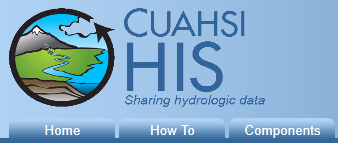 CUAHSI
HIS
Sharing hydrologic data
Home How To Components